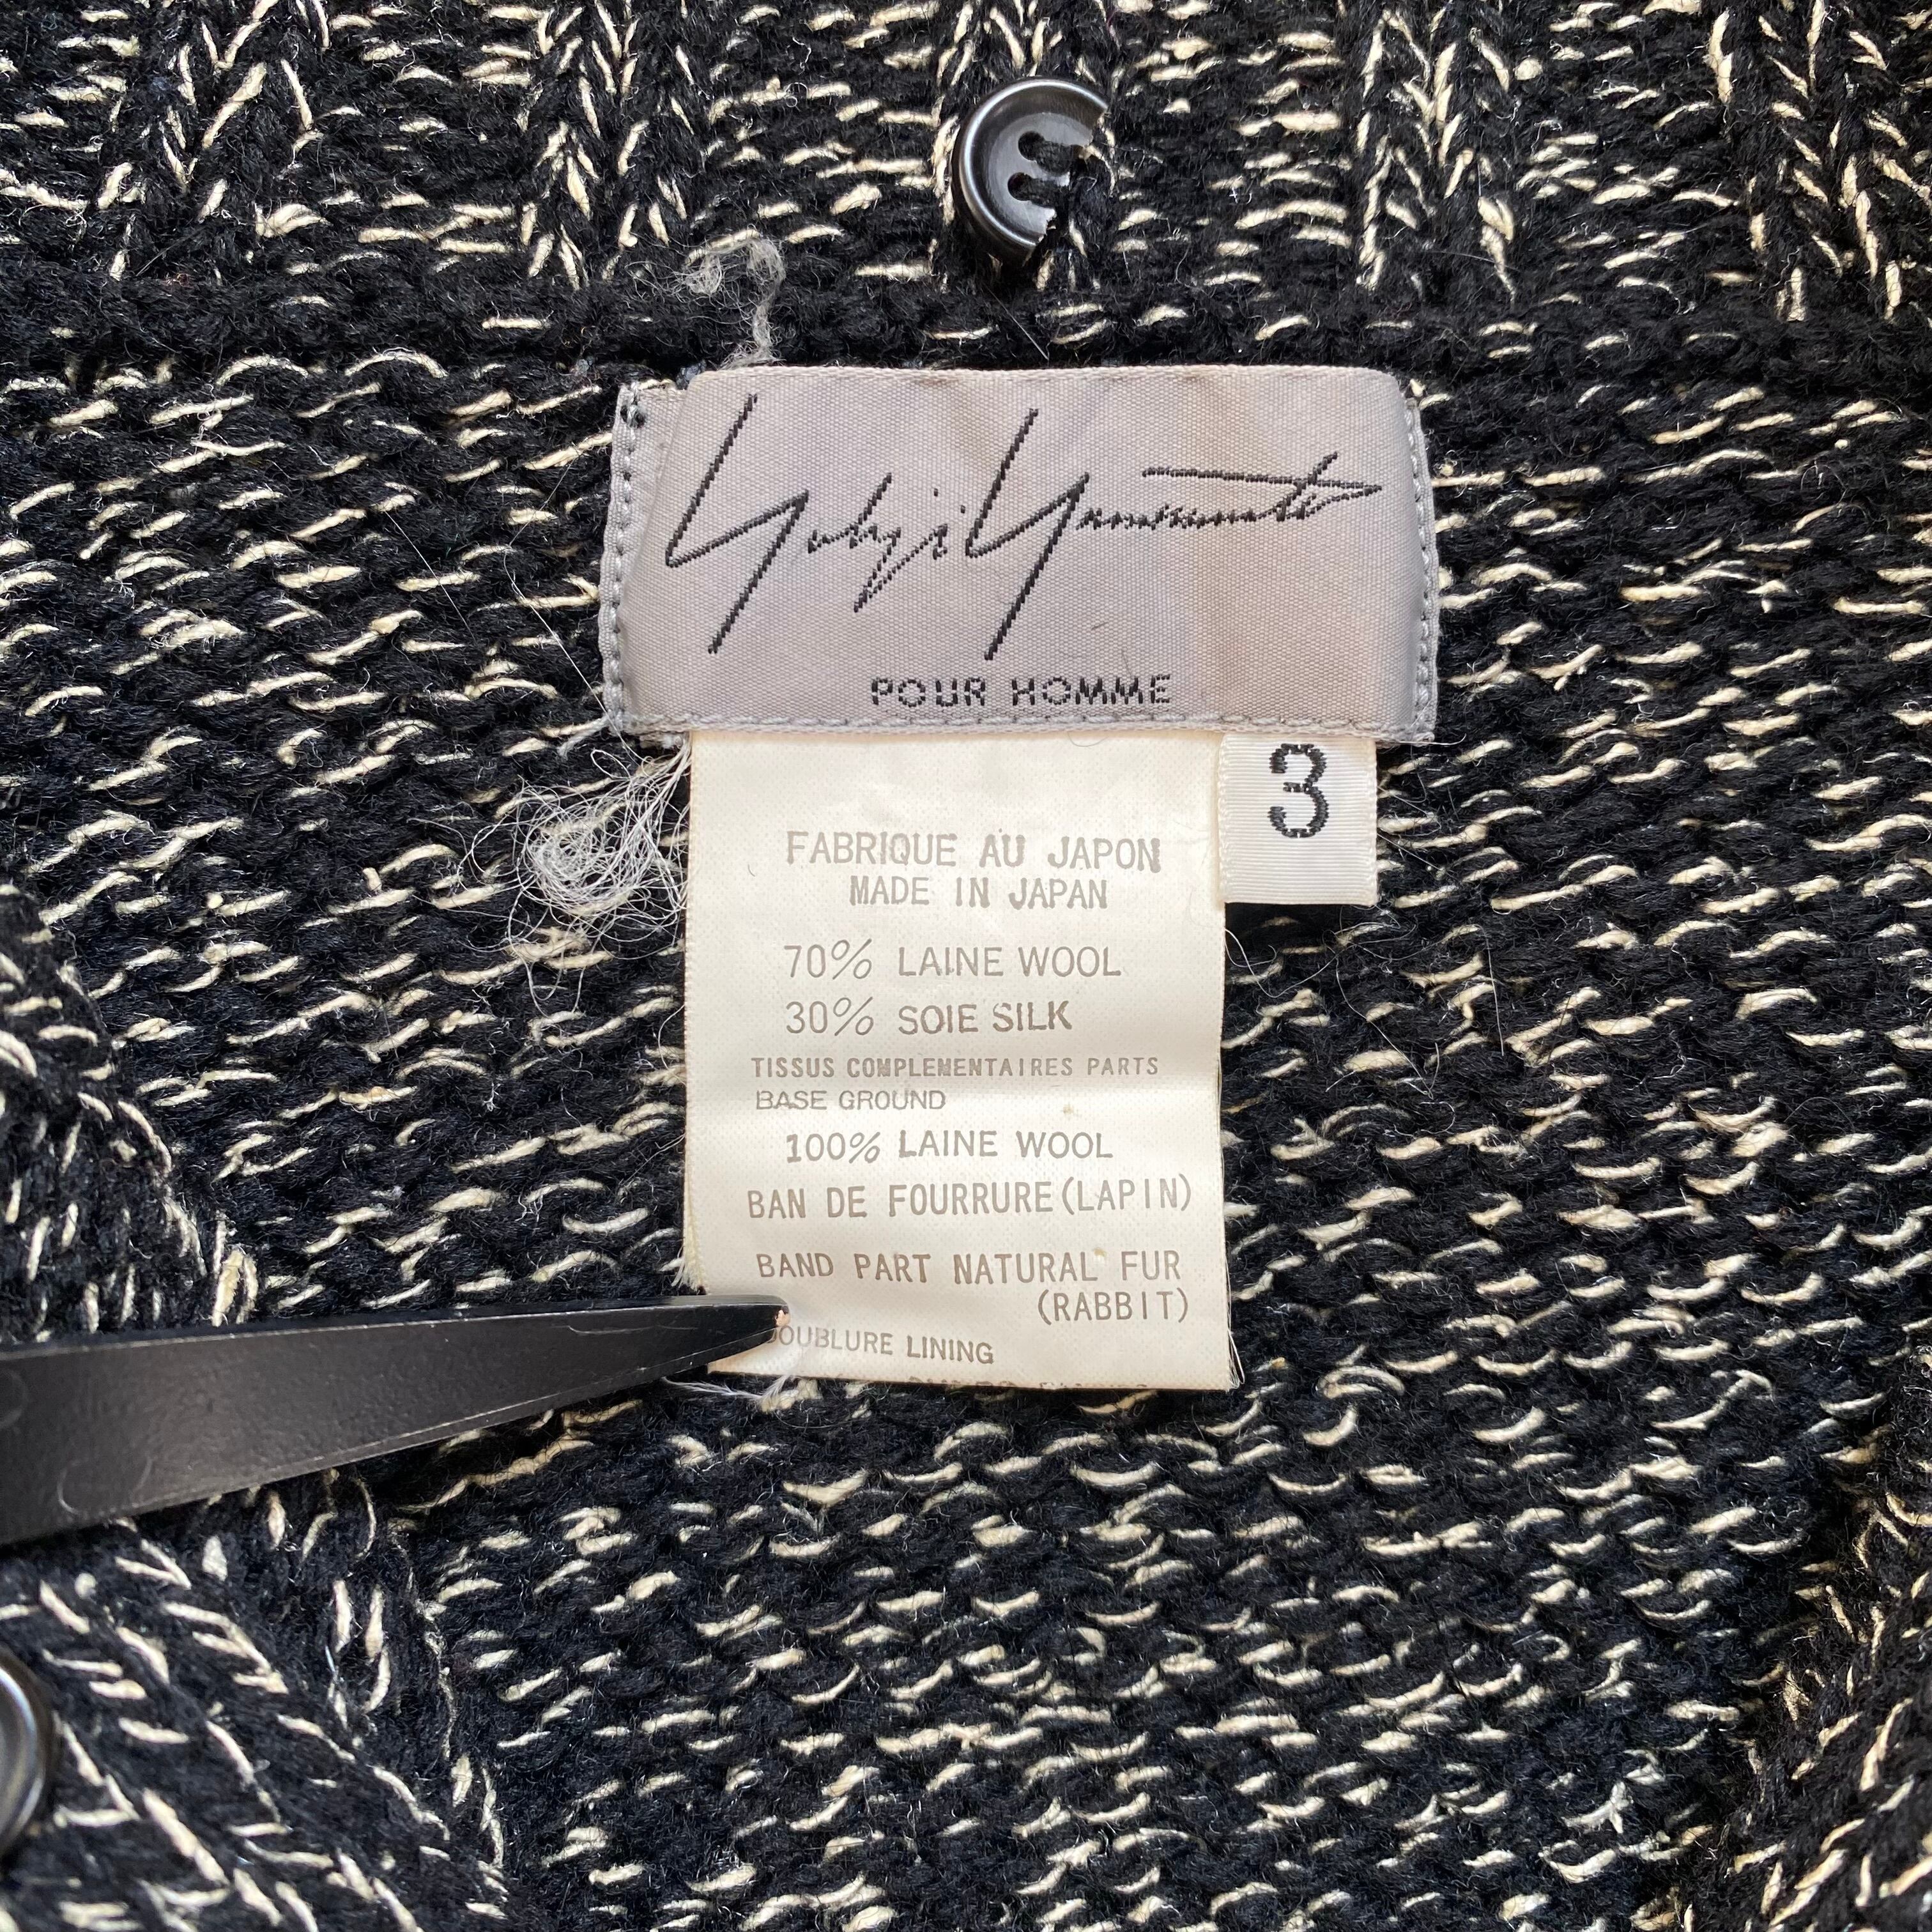 Yohji Yamamoto
POUR HOMME
3
FABRIQUE AU JAPON
MADE IN JAPAN
70% LAINE WOOL
30% SOIE SILK
TISSUS COMPLEMENTAIRES PARTS
BASE GROUND
100% LAINE WOOL
BAN DE FOURRURE (LAPIN)
BAND PART NATURAL FUR
(RABBIT)
DOUBLURE LINING